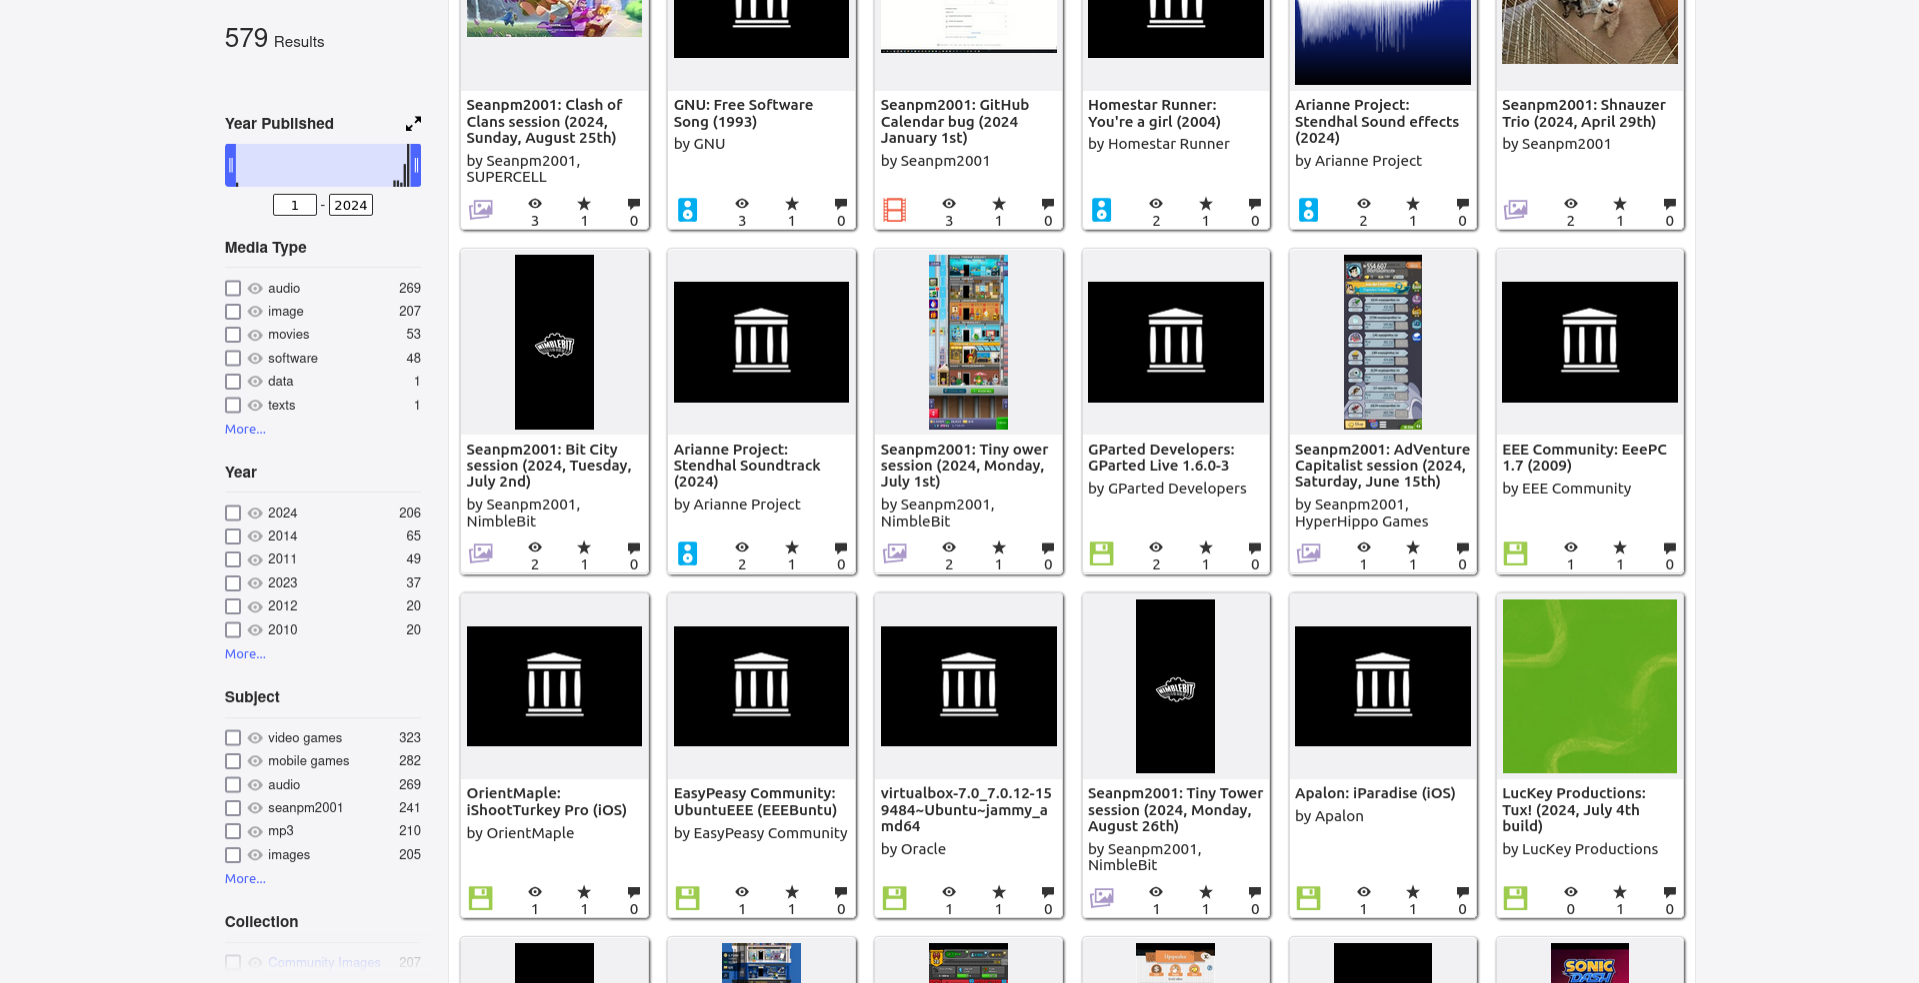 579 Results
Year Published
1 - 2024
Media Type
audio 269
image 207
movies 53
software 48
data 1
texts 1
More...
Year
2024 206
2014 65
2011 49
2023 37
2012 20
2010 20
More...
Subject
video games 323
mobile games 282
audio 269
seanpm2001 241
mp3 210
images 205
More...
Collection
Community Images 207
Seanpm2001: Clash of
Clans session (2024,
Sunday, August 25th)
by Seanpm2001,
SUPERCELL
3 1 0
GNU: Free Software
Song (1993)
by GNU
3 1 0
Seanpm2001: GitHub
Calendar bug (2024
January 1st)
by Seanpm2001
3 1 0
Homestar Runner:
You're a girl (2004)
by Homestar Runner
2 1 0
Arianne Project:
Stendhal Sound effects
(2024)
by Arianne Project
2 1 0
Seanpm2001: Shnauzer
Trio (2024, April 29th)
by Seanpm2001
2 1 0
NIMBLEBIT
Seanpm2001: Bit City
session (2024, Tuesday,
July 2nd)
by Seanpm2001,
NimbleBit
2 1 0
Arianne Project:
Stendhal Soundtrack
(2024)
by Arianne Project
2 1 0
Seanpm2001: Tiny ower
session (2024, Monday,
July 1st)
by Seanpm2001,
NimbleBit
2 1 0
GParted Developers:
GParted Live 1.6.0-3
by GParted Developers
2 1 0
Seanpm2001: AdVenture
Capitalist session (2024,
Saturday, June 15th)
by Seanpm2001,
HyperHippo Games
1 1 0
EEE Community: EeePC
1.7 (2009)
by EEE Community
1 1 0
OrientMaple:
iShootTurkey Pro (iOS)
by OrientMaple
1 1 0
EasyPeasy Community:
UbuntuEEE (EEEBuntu)
by EasyPeasy Community
1 1 0
virtualbox-7.0_7.0.12-15
9484~Ubuntu~jammy_a
md64
by Oracle
1 1 0
NIMBLEBIT
Seanpm2001: Tiny Tower
session (2024, Monday,
August 26th)
by Seanpm2001,
NimbleBit
1 1 0
Apalon: iParadise (iOS)
by Apalon
1 1 0
LucKey Productions:
Tux! (2024, July 4th
build)
by LucKey Productions
0 1 0
Upgrades
SONIC
DASH